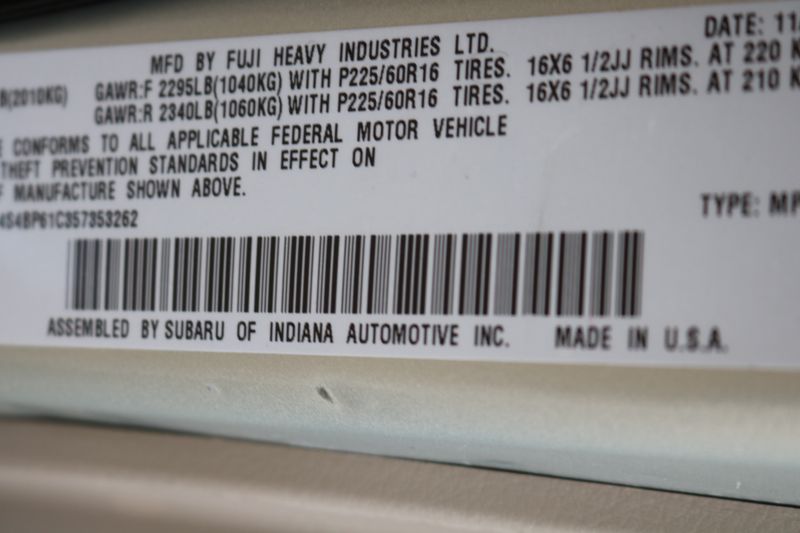 MFD BY FUJI HEAVY INDUSTRIES LTD. DATE: 11/
B(2010KG) GAWR:F 2295LB(1040KG) WITH P225/60R16 TIRES. 16X6 1/2JJ RIMS. AT 220 K
GAWR:R 2340LB(1060KG) WITH P225/60R16 TIRES. 16X6 1/2JJ RIMS. AT 210 K
E CONFORMS TO ALL APPLICABLE FEDERAL MOTOR VEHICLE
THEFT PREVENTION STANDARDS IN EFFECT ON
F MANUFACTURE SHOWN ABOVE.
4S4BP61C357353262 TYPE: MP
ASSEMBLED BY SUBARU OF INDIANA AUTOMOTIVE INC. MADE IN U.S.A.